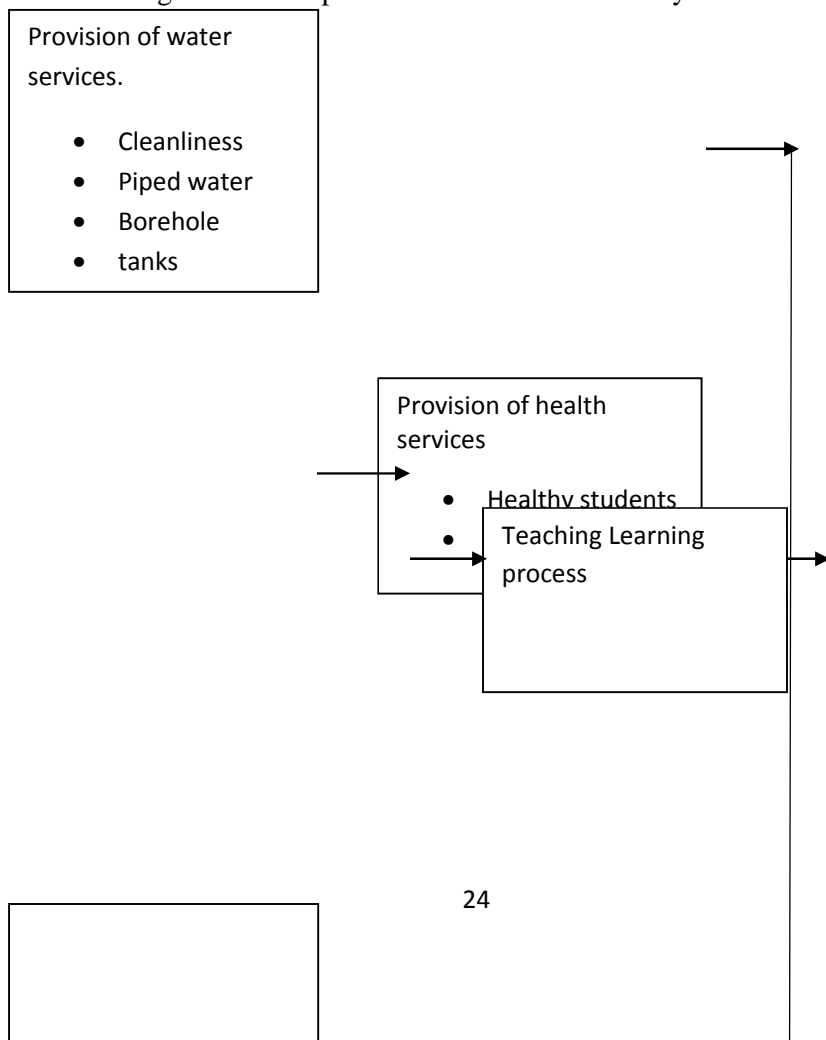 Provision of water
services.
• Cleanliness
• Piped water
• Borehole
• tanks
Provision of health
services
• Healthy students
•
Teaching Learning
process
24